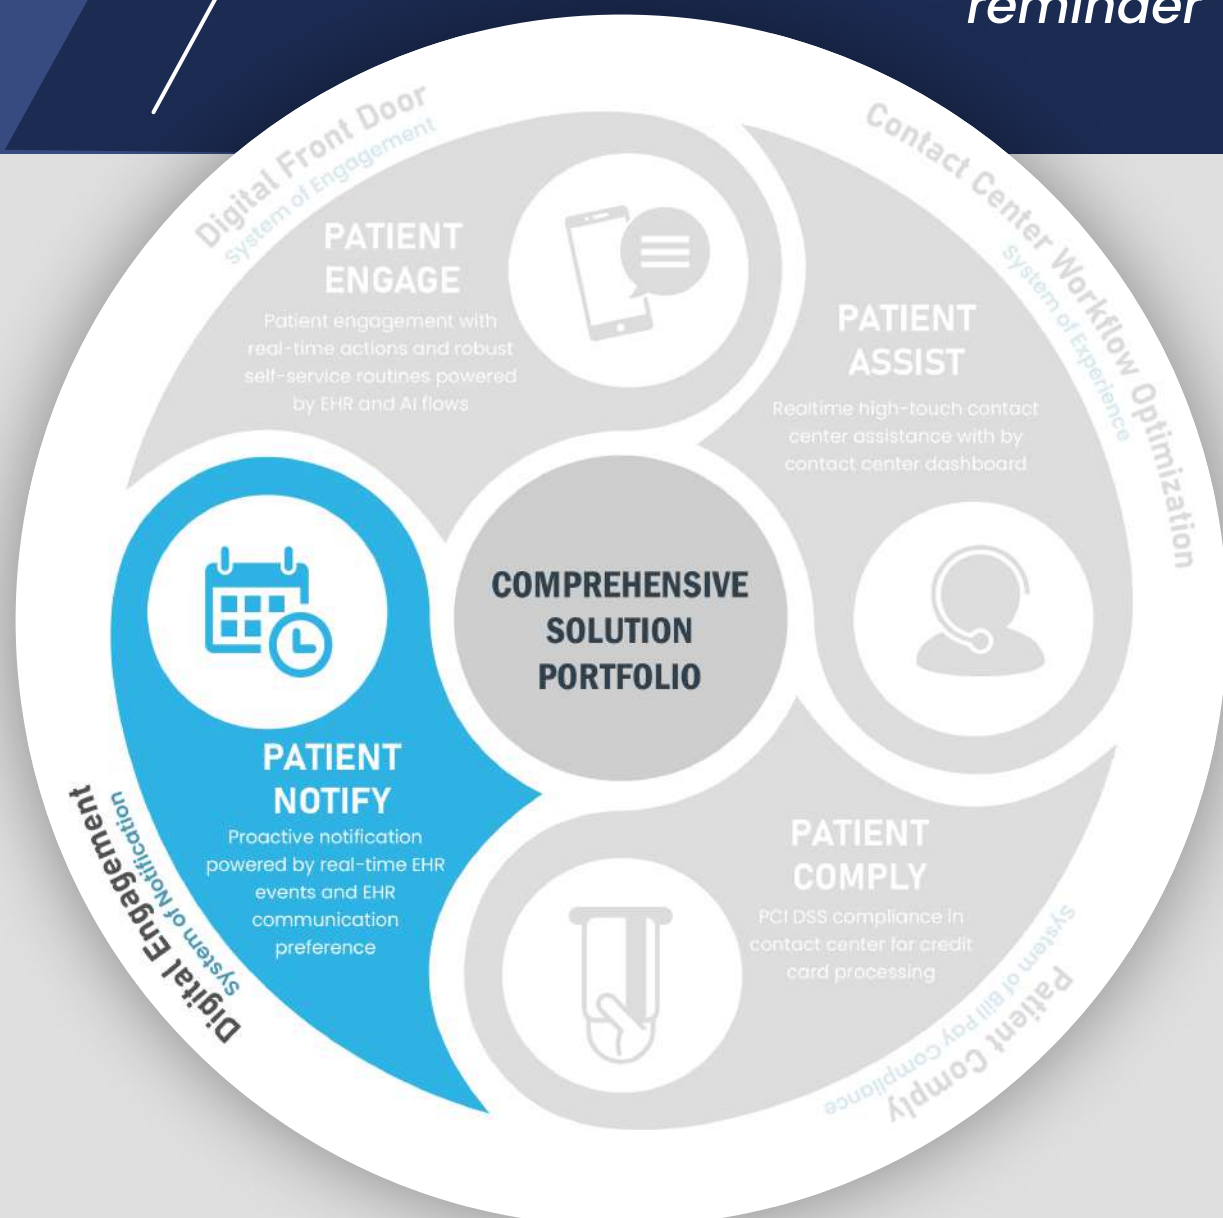 reminder
Digital Front Door
System of Engagement
PATIENT
ENGAGE
Patient engagement with
real-time actions and robust
self-service routines powered
by EHR and AI flows
Contact Center Workflow Optimization
System of Experience
PATIENT
ASSIST
Realtime high-touch contact
center assistance with by
contact center dashboard
COMPREHENSIVE
SOLUTION
PORTFOLIO
PATIENT
NOTIFY
Proactive notification
powered by real-time EHR
events and EHR
communication
preference
Digital Engagement
System of Notification
PATIENT
COMPLY
PCI DSS compliance in
contact center for credit
card processing
System of Bill Pay Compliance
Patient Comply